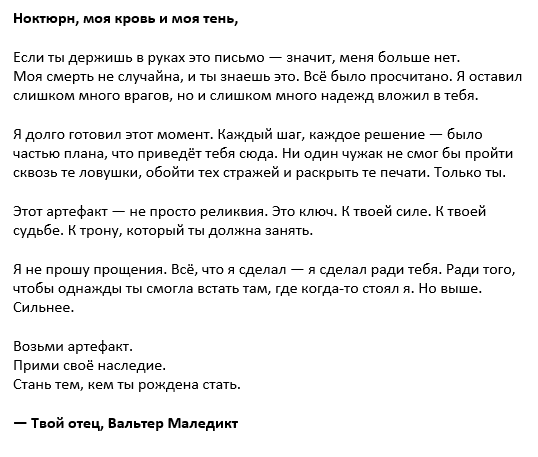 Ноктюрн, моя кровь и моя тень,
Если ты держишь в руках это письмо — значит, меня больше нет.
Моя смерть не случайна, и ты знаешь это. Всё было просчитано. Я оставил
слишком много врагов, но и слишком много надежд вложил в тебя.
Я долго готовил этот момент. Каждый шаг, каждое решение — было
частью плана, что приведёт тебя сюда. Ни один чужак не смог бы пройти
сквозь те ловушки, обойти тех стражей и раскрыть те печати. Только ты.
Этот артефакт — не просто реликвия. Это ключ. К твоей силе. К твоей
судьбе. К трону, который ты должна занять.
Я не прошу прощения. Всё, что я сделал — я сделал ради тебя. Ради того,
чтобы однажды ты смогла встать там, где когда-то стоял я. Но выше.
Сильнее.
Возьми артефакт.
Прими своё наследие.
Стань тем, кем ты рождена стать.
— Твой отец, Вальтер Маледикт